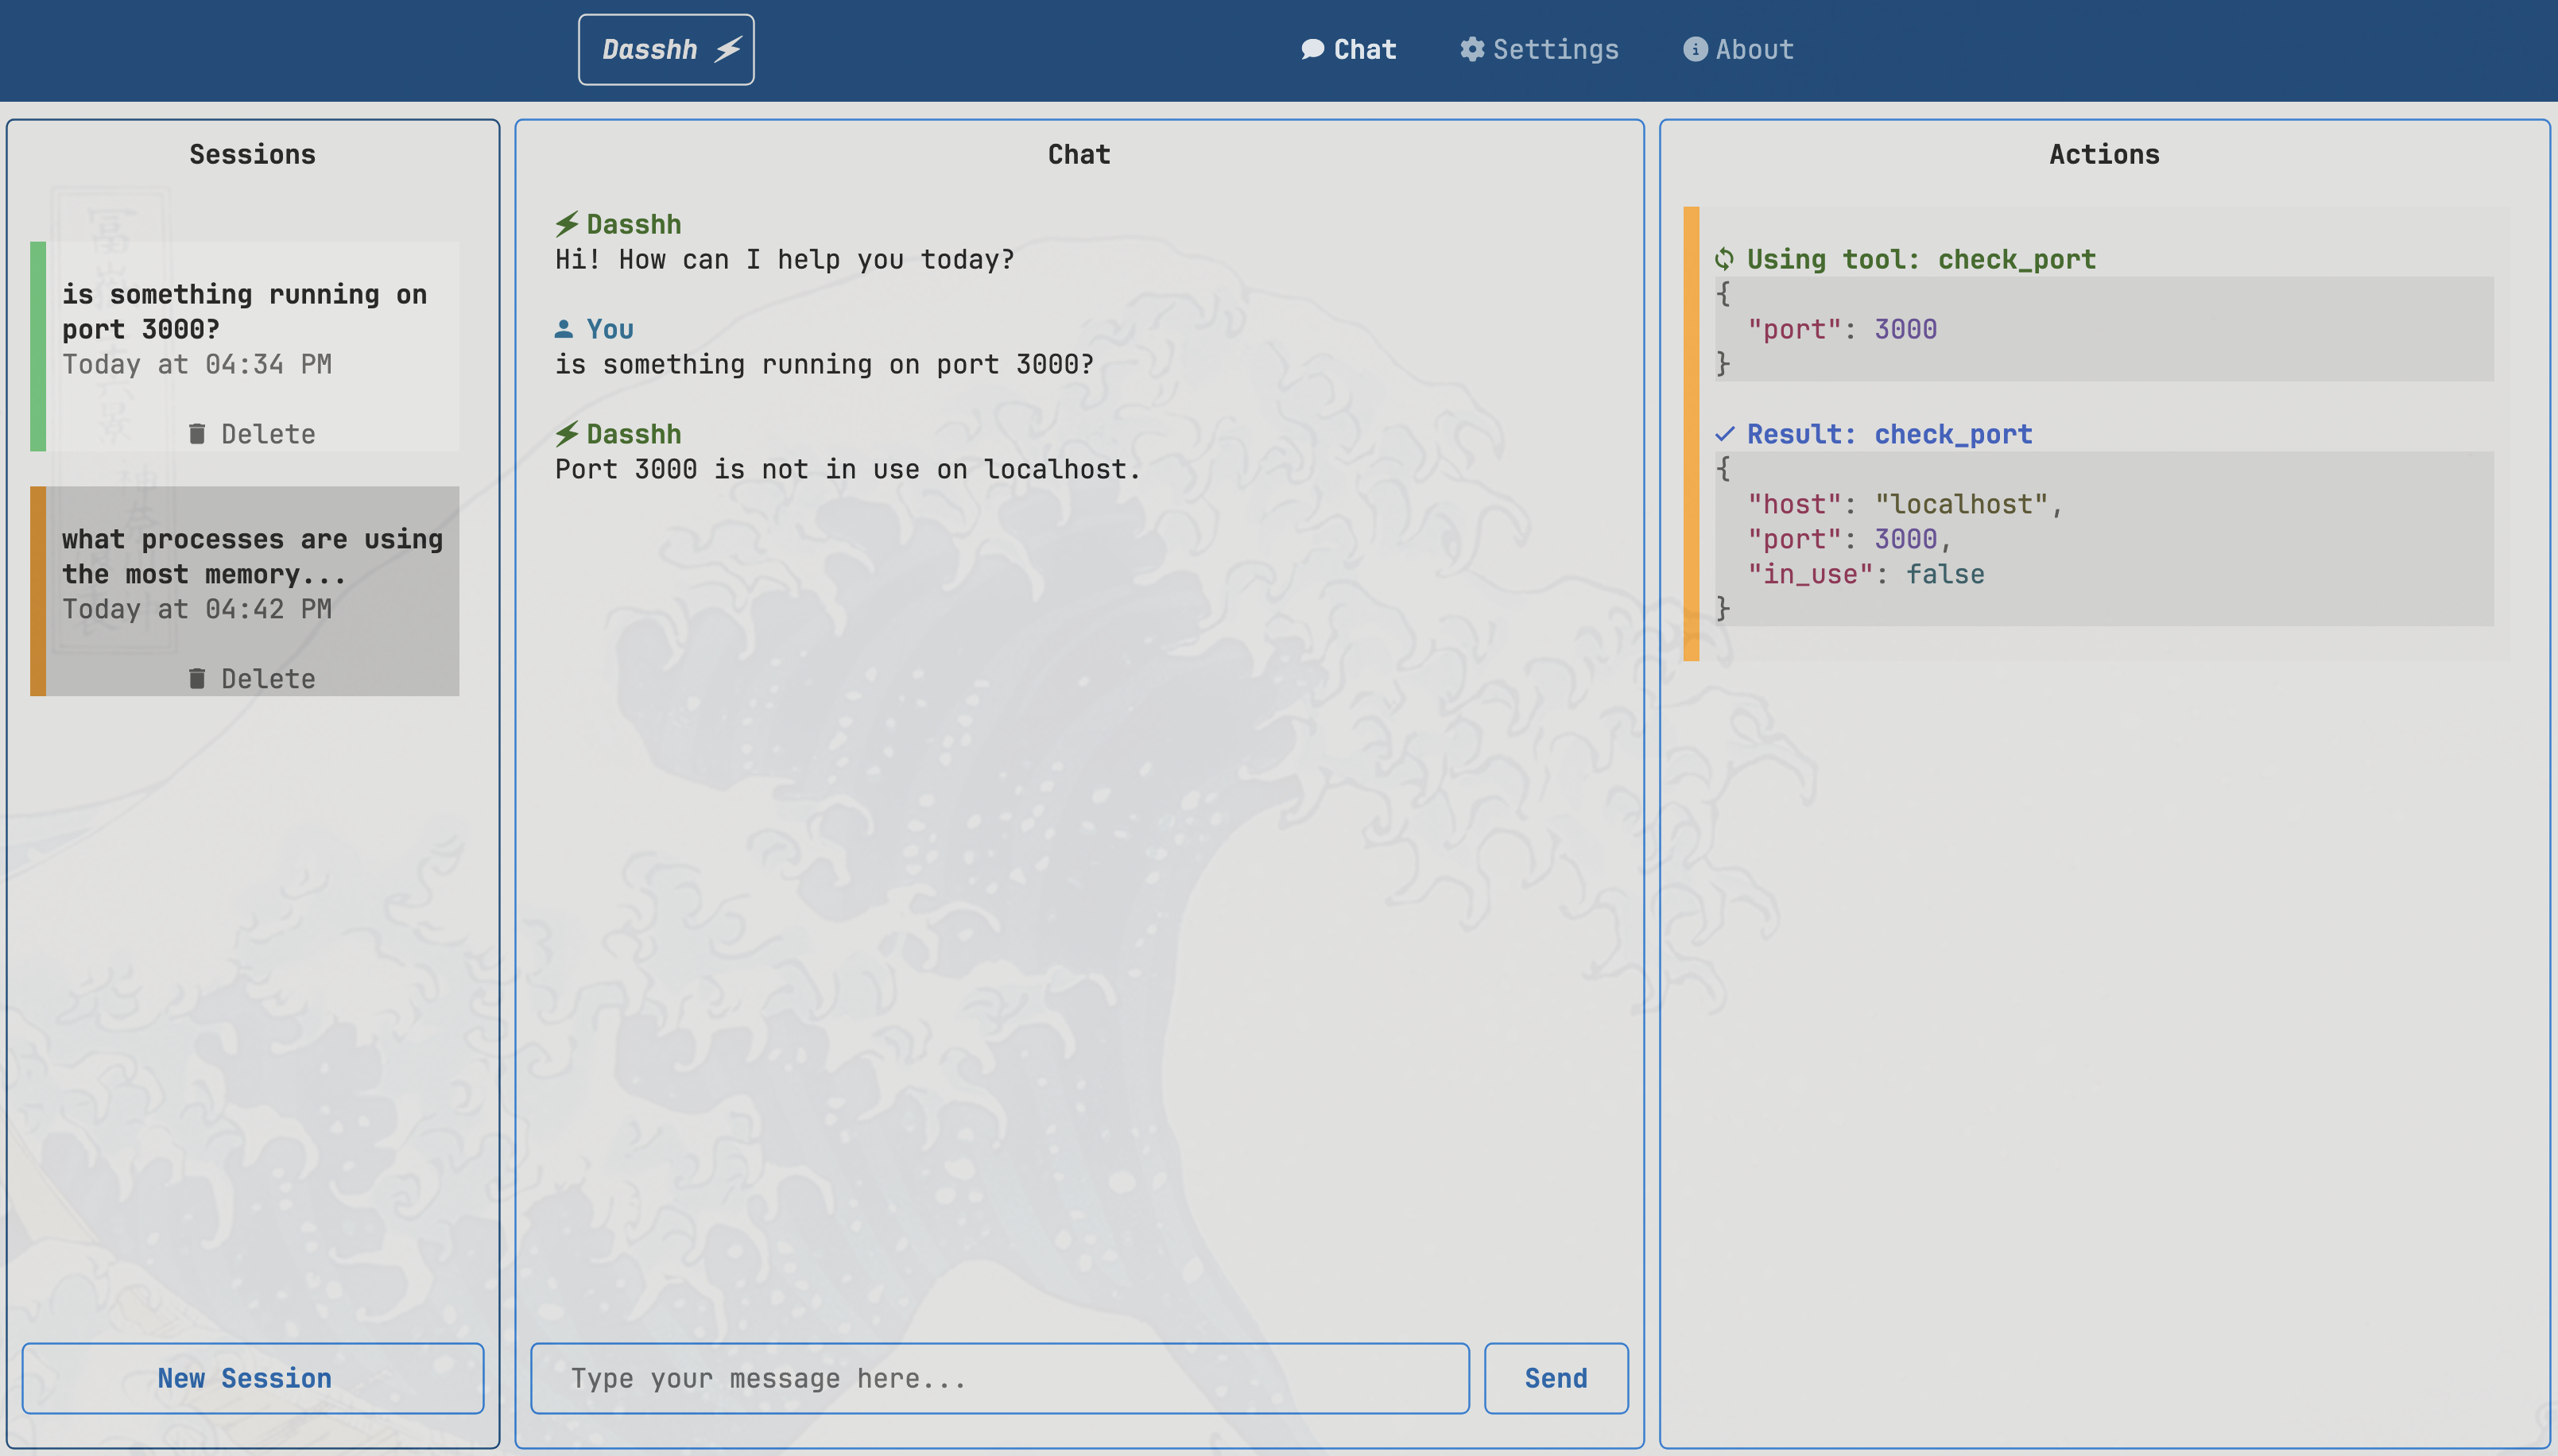 Dasshh
Chat
Settings
About
Sessions
is something running on
port 3000?
Today at 04:34 PM
Delete
what processes are using
the most memory...
Today at 04:42 PM
Delete
New Session
Chat
Dasshh
Hi! How can I help you today?
You
is something running on port 3000?
Dasshh
Port 3000 is not in use on localhost.
Type your message here...
Send
Actions
Using tool: check_port
{
"port": 3000
}
Result: check_port
{
"host": "localhost",
"port": 3000,
"in_use": false
}